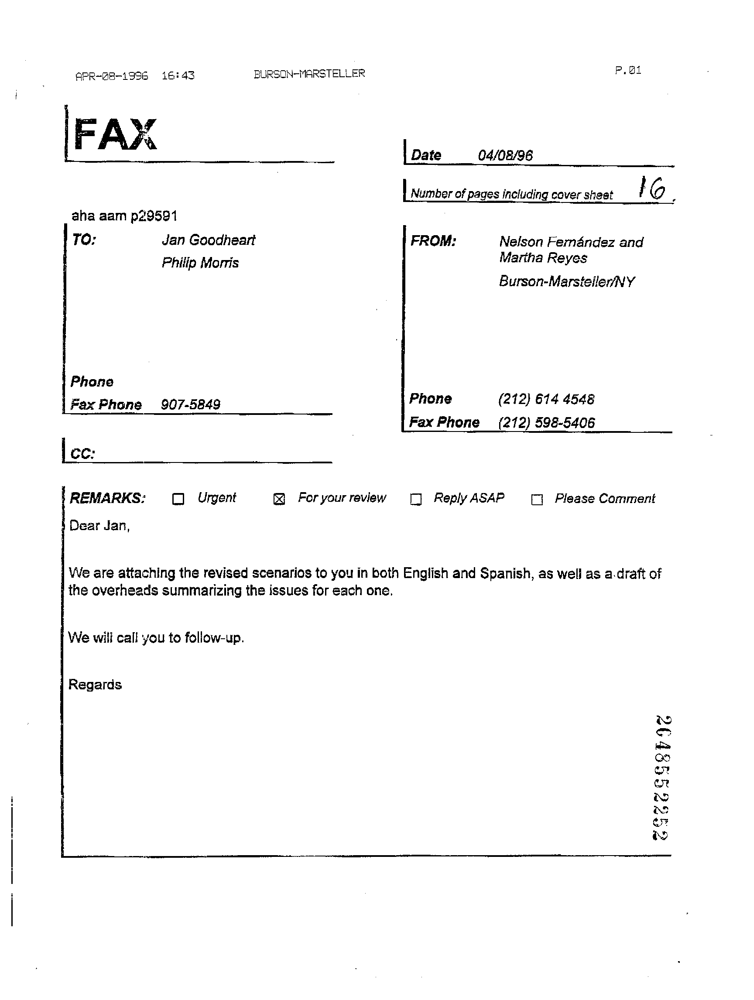 APR-08-1996 16:43 BURSON-MARSTELLER P.01
FAX
Date 04/08/96
Number of pages including cover sheet 16.
aha aam p29591
TO: Jan Goodheart
Philip Morris
FROM: Nelson Fernández and
Martha Reyes
Burson-Marsteller/NY
Phone
Fax Phone 907-5849
Phone (212) 614 4548
Fax Phone (212) 598-5406
CC:
REMARKS: ☐ Urgent ☒ For your review ☐ Reply ASAP ☐ Please Comment
Dear Jan,
We are attaching the revised scenarios to you in both English and Spanish, as well as a draft of
the overheads summarizing the issues for each one.
We will call you to follow-up.
Regards
2648552252